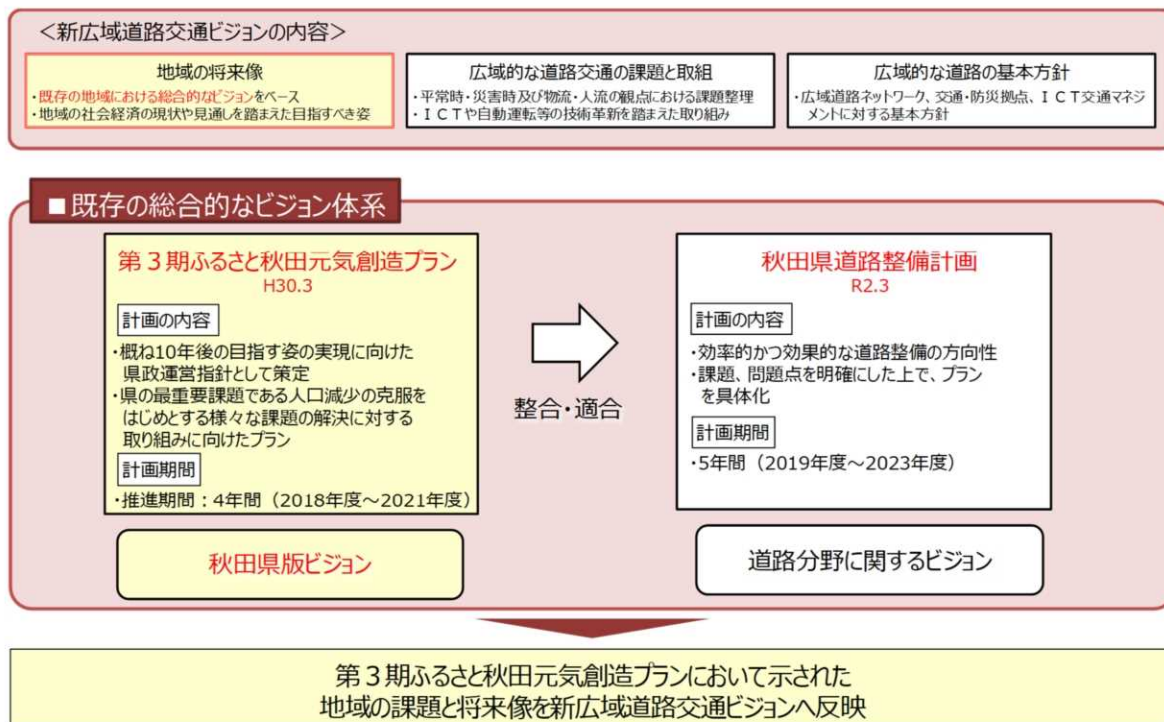 ＜新広域道路交通ビジョンの内容＞
地域の将来像
・既存の地域における総合的なビジョンをベース
・地域の社会経済の現状や見通しを踏まえた目指すべき姿
広域的な道路交通の課題と取組
・平常時・災害時及び物流・人流の観点における課題整理
・ＩＣＴや自動運転等の技術革新を踏まえた取り組み
広域的な道路の基本方針
・広域道路ネットワーク、交通・防災拠点、ＩＣＴ交通マネジ
メントに対する基本方針
■既存の総合的なビジョン体系
第３期ふるさと秋田元気創造プラン
H30.3
計画の内容
・概ね10年後の目指す姿の実現に向けた
県政運営指針として策定
・県の最重要課題である人口減少の克服を
はじめとする様々な課題の解決に対する
取り組みに向けたプラン
計画期間
・推進期間：4年間（2018年度～2021年度）
秋田県版ビジョン
整合・適合
秋田県道路整備計画
R2.3
計画の内容
・効率的かつ効果的な道路整備の方向性
・課題、問題点を明確にした上で、プラン
を具体化
計画期間
・5年間（2019年度～2023年度）
道路分野に関するビジョン
第３期ふるさと秋田元気創造プランにおいて示された
地域の課題と将来像を新広域道路交通ビジョンへ反映